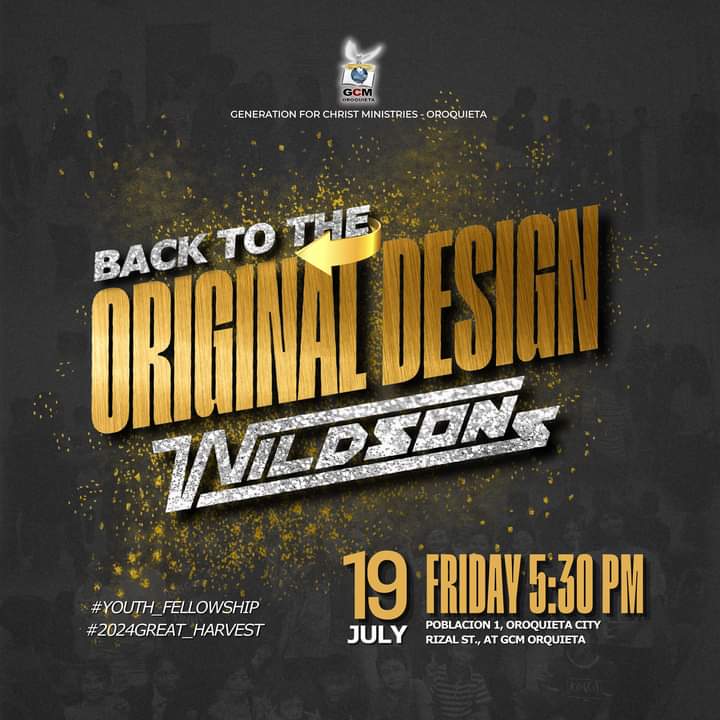 GCM
OROQUIETA
GENERATION FOR CHRIST MINISTRIES - OROQUIETA
BACK TO THE
ORIGINAL DESIGN
WILDSONS
19
JULY
FRIDAY 5:30 PM
POBLACION 1, OROQUIETA CITY
RIZAL ST., AT GCM ORQUIETA
#YOUTH_FELLOWSHIP
#2024GREAT_HARVEST